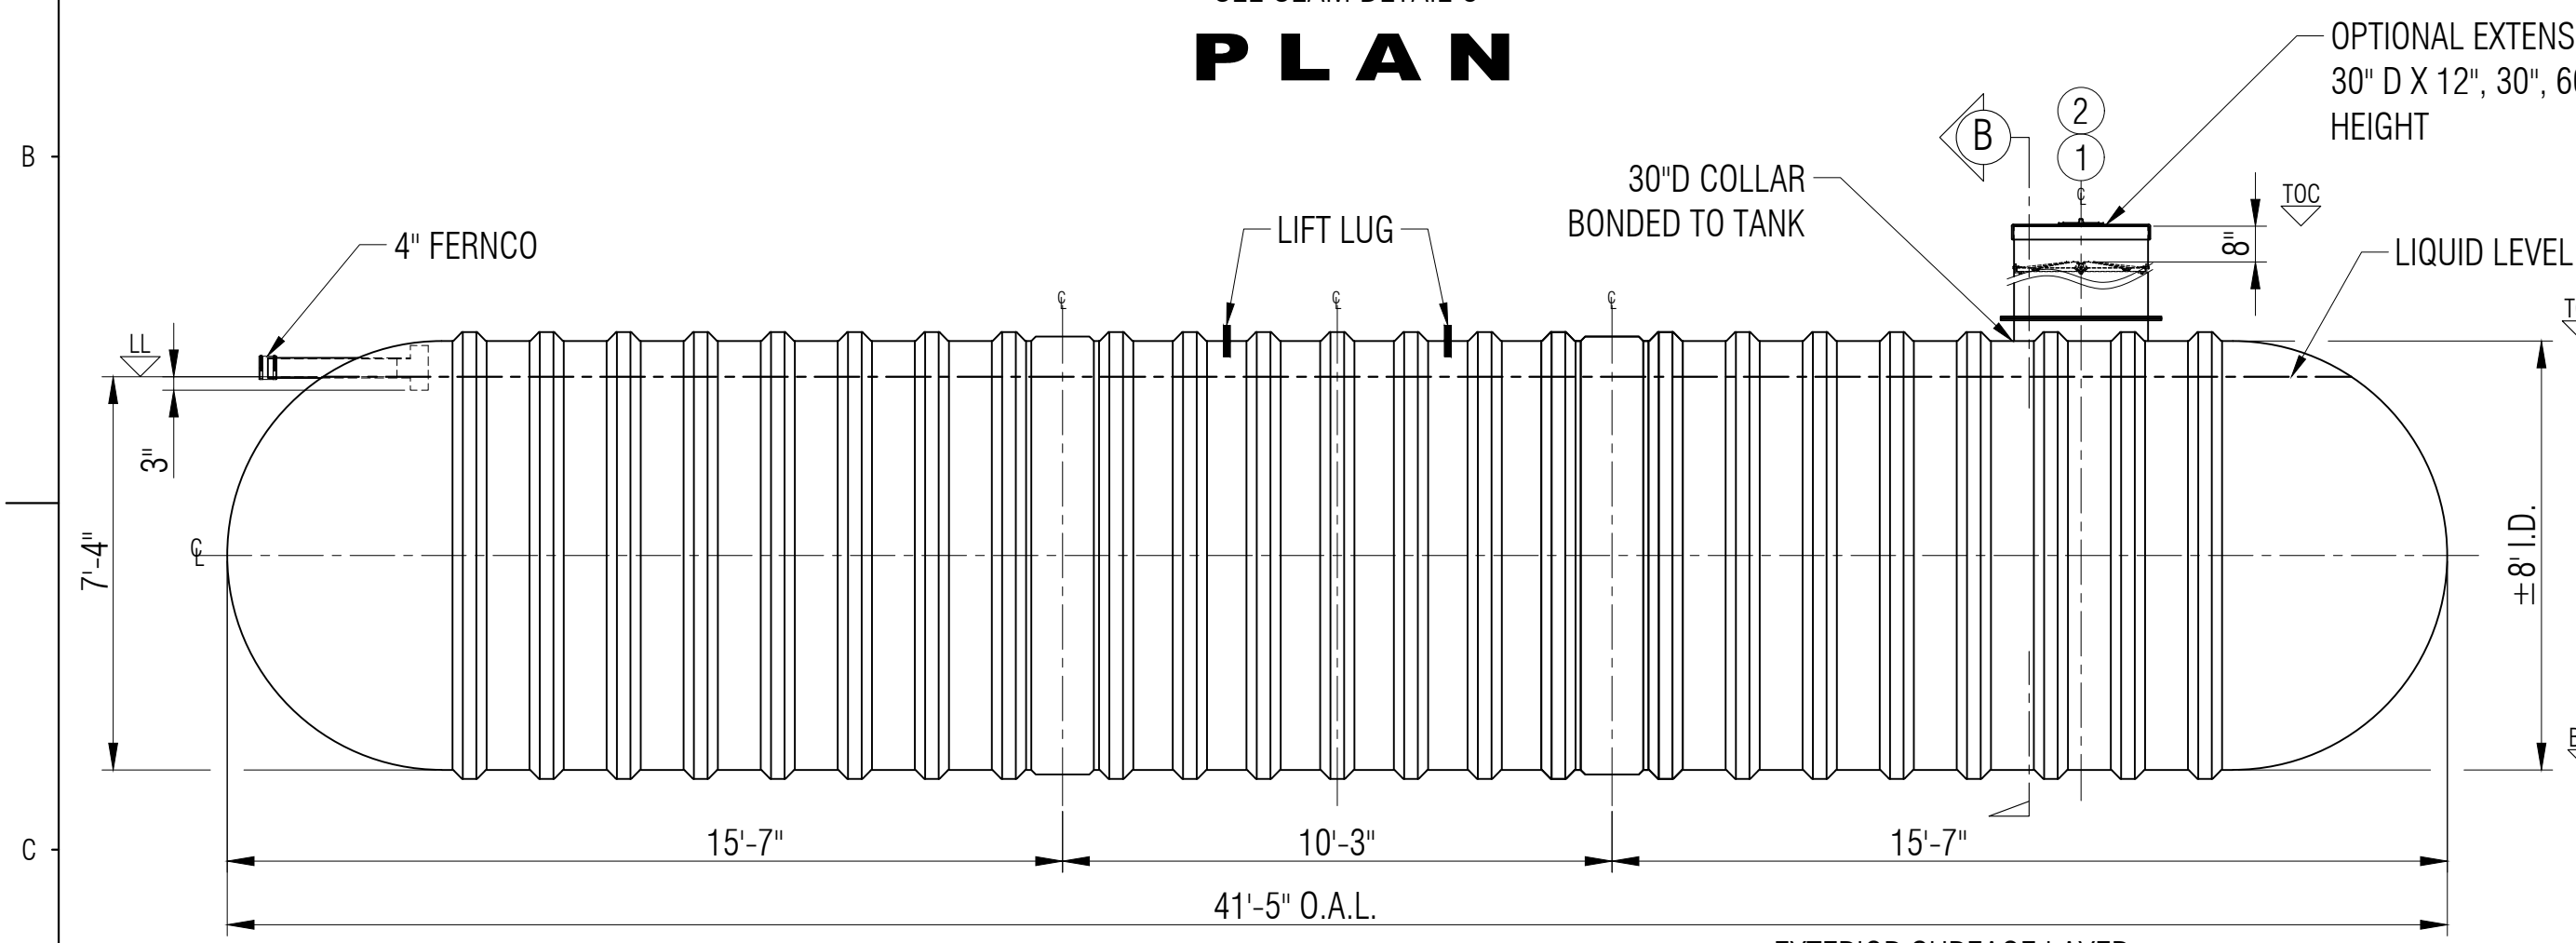 PLAN
OPTIONAL EXTENS
30" D X 12", 30", 6
HEIGHT
B
B
2
1
30"D COLLAR
BONDED TO TANK
℄
TOC
8"
4" FERNCO
LIFT LUG
LIQUID LEVEL
LL
℄
℄
℄
3"
7'-4"
℄
±8' I.D.
15'-7"
10'-3"
15'-7"
C
41'-5" O.A.L.